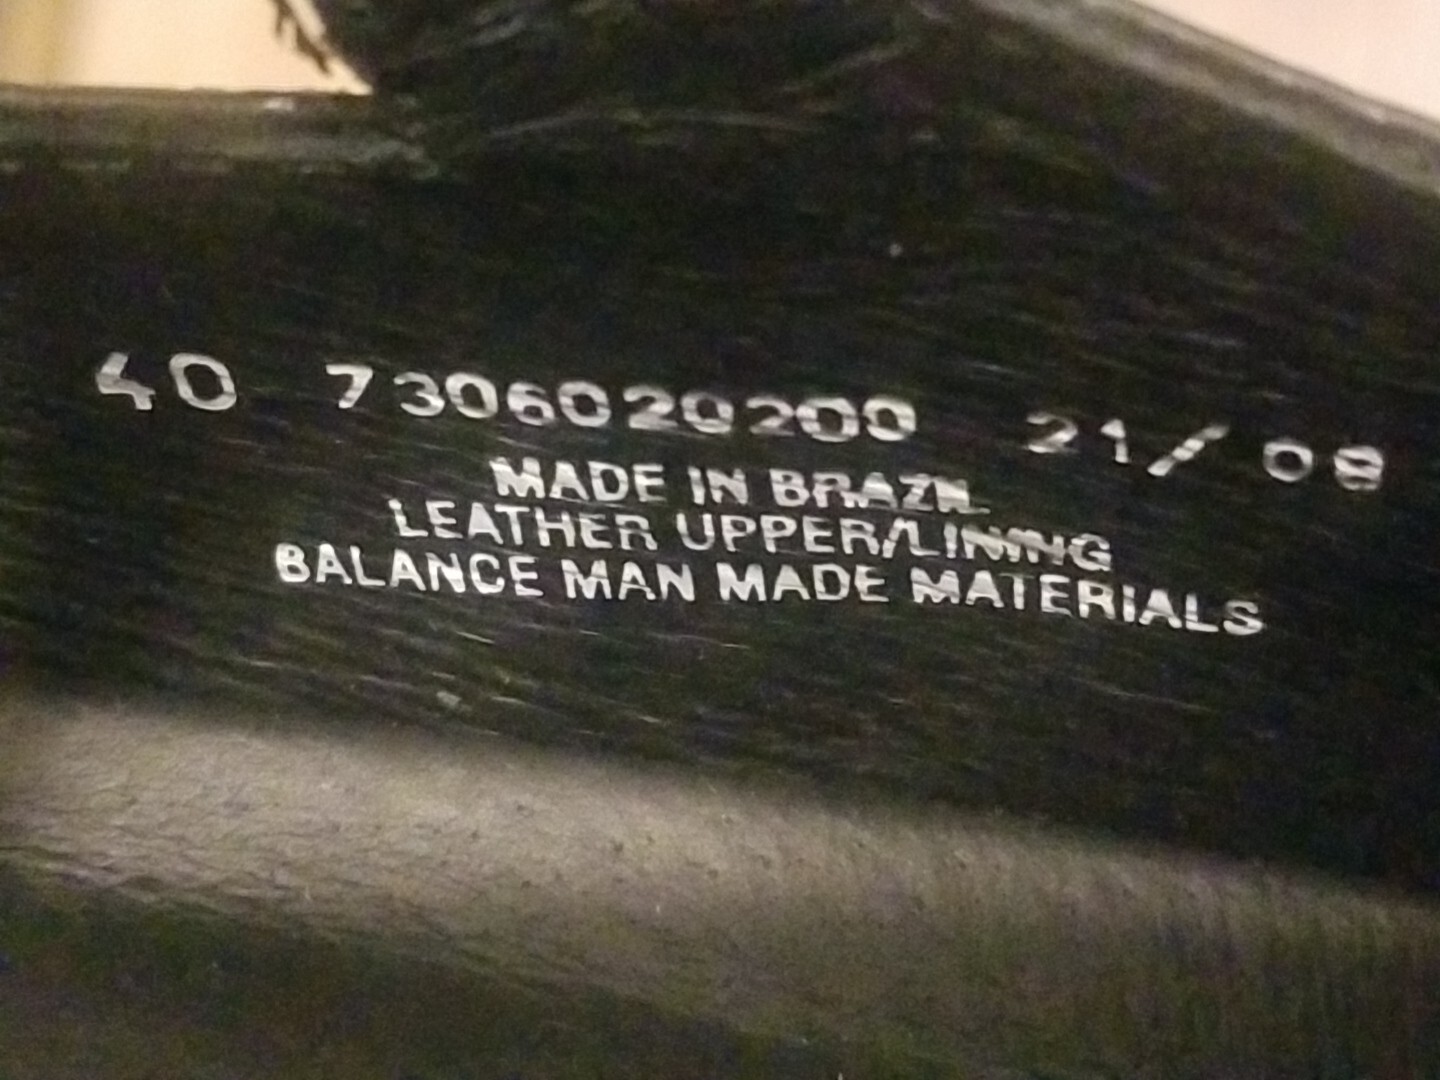 40 7306020200 21/08
MADE IN BRAZIL
LEATHER UPPER/LINING
BALANCE MAN MADE MATERIALS